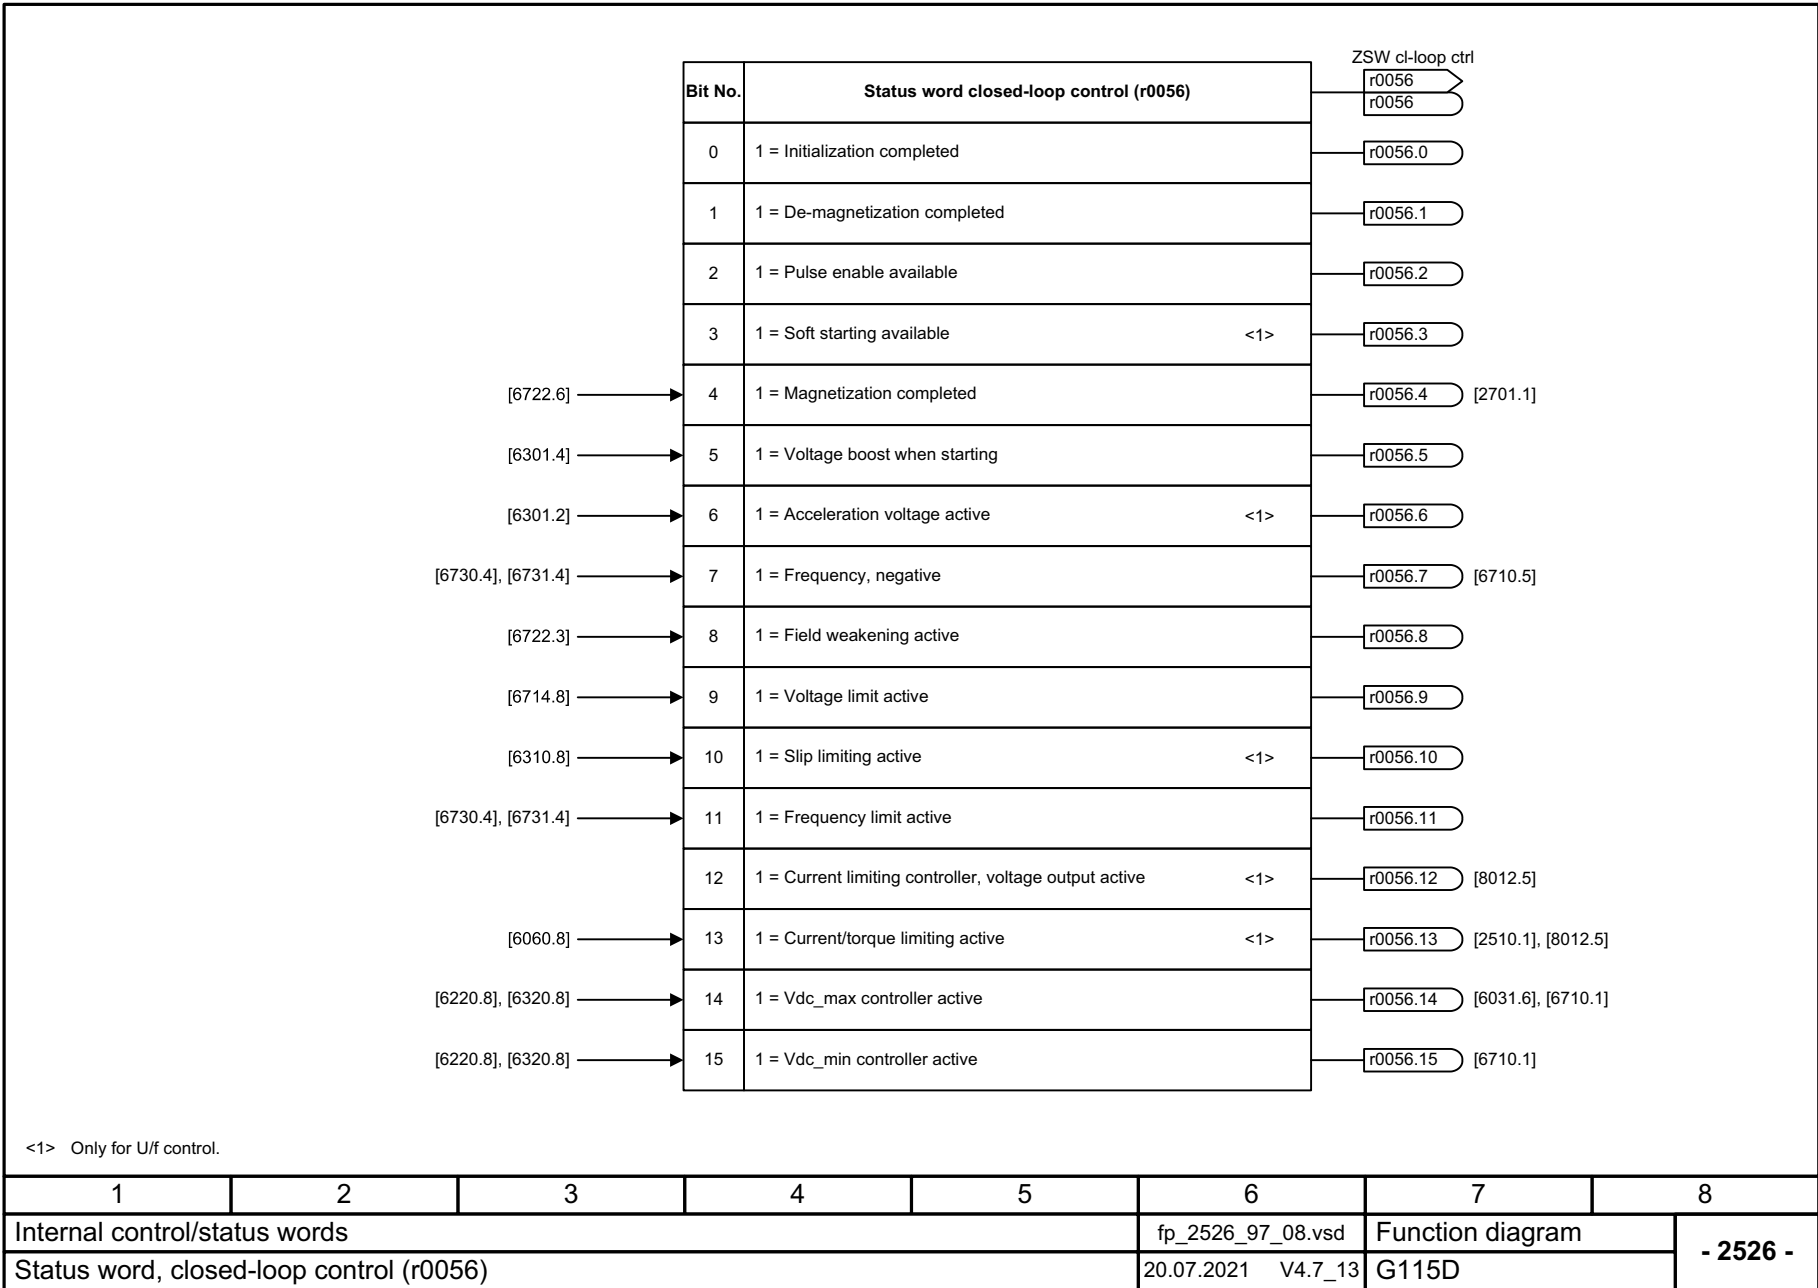 ZSW cl-loop ctrl
Bit No. Status word closed-loop control (r0056) r0056
r0056
0 1 = Initialization completed r0056.0
1 1 = De-magnetization completed r0056.1
2 1 = Pulse enable available r0056.2
3 1 = Soft starting available <1> r0056.3
[6722.6] 4 1 = Magnetization completed r0056.4 [2701.1]
[6301.4] 5 1 = Voltage boost when starting r0056.5
[6301.2] 6 1 = Acceleration voltage active <1> r0056.6
[6730.4], [6731.4] 7 1 = Frequency, negative r0056.7 [6710.5]
[6722.3] 8 1 = Field weakening active r0056.8
[6714.8] 9 1 = Voltage limit active r0056.9
[6310.8] 10 1 = Slip limiting active <1> r0056.10
[6730.4], [6731.4] 11 1 = Frequency limit active r0056.11
12 1 = Current limiting controller, voltage output active <1> r0056.12 [8012.5]
[6060.8] 13 1 = Current/torque limiting active <1> r0056.13 [2510.1], [8012.5]
[6220.8], [6320.8] 14 1 = Vdc_max controller active r0056.14 [6031.6], [6710.1]
[6220.8], [6320.8] 15 1 = Vdc_min controller active r0056.15 [6710.1]
<1> Only for U/f control.
1 2 3 4 5 6 7 8
Internal control/status words fp_2526_97_08.vsd Function diagram - 2526 -
Status word, closed-loop control (r0056) 20.07.2021 V4.7_13 G115D